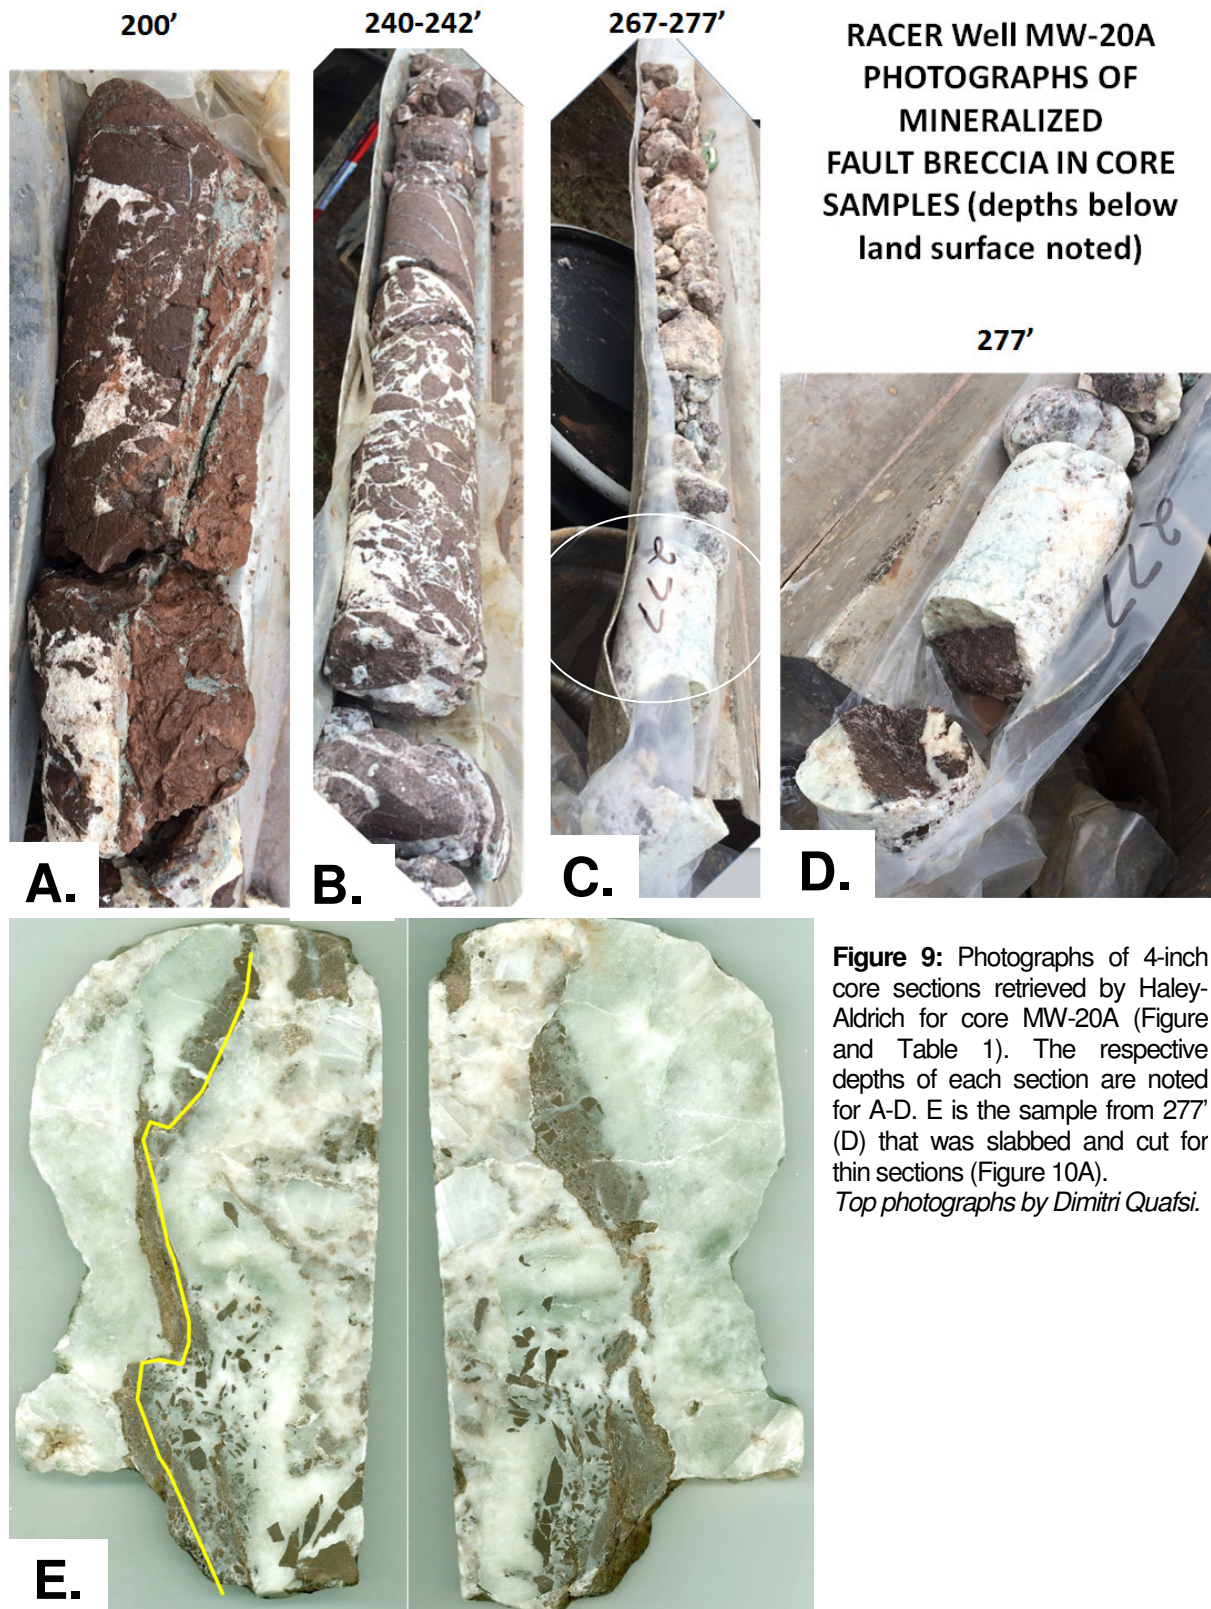 200’
240-242’
267-277’
RACER Well MW-20A
PHOTOGRAPHS OF
MINERALIZED
FAULT BRECCIA IN CORE
SAMPLES (depths below
land surface noted)
277’
277
277
A.
B.
C.
D.
E.
Figure 9: Photographs of 4-inch
core sections retrieved by Haley-
Aldrich for core MW-20A (Figure
and Table 1). The respective
depths of each section are noted
for A-D. E is the sample from 277’
(D) that was slabbed and cut for
thin sections (Figure 10A).
Top photographs by Dimitri Quafsi.